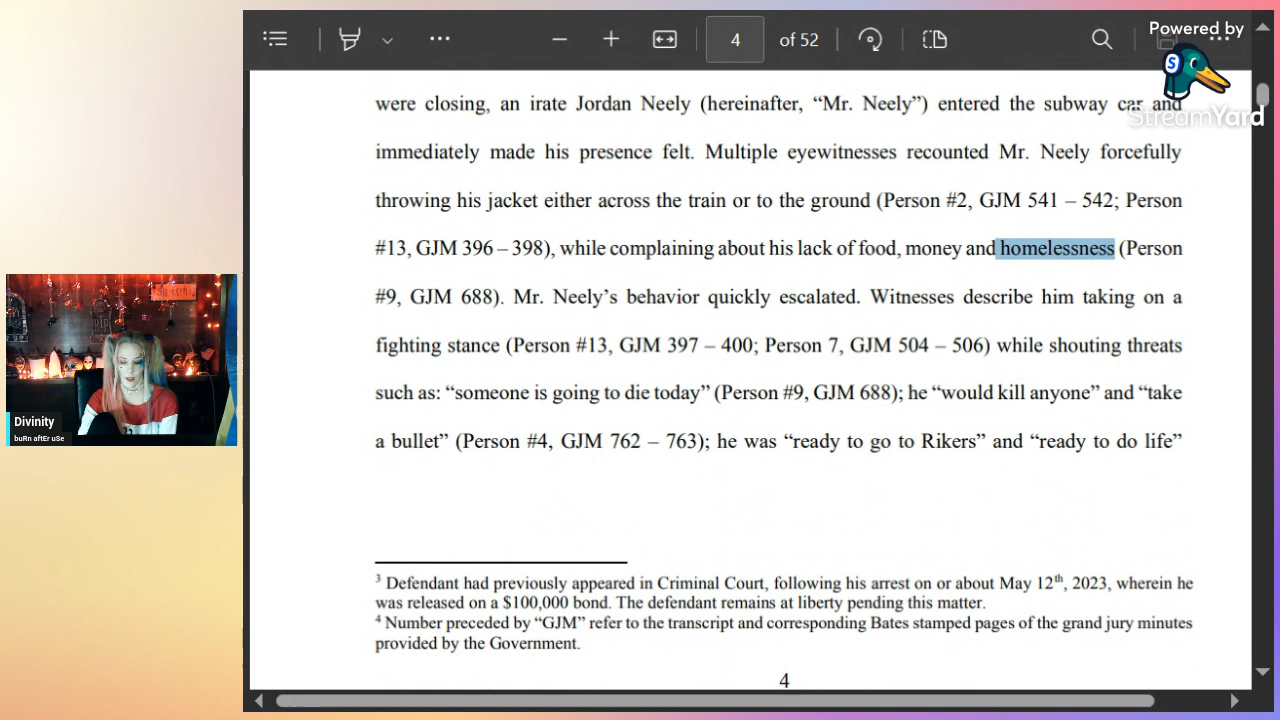 4
of 52
Powered by
StreamYard
were closing, an irate Jordan Neely (hereinafter, “Mr. Neely”) entered the subway car and
immediately made his presence felt. Multiple eyewitnesses recounted Mr. Neely forcefully
throwing his jacket either across the train or to the ground (Person #2, GJM 541 – 542; Person
#13, GJM 396 – 398), while complaining about his lack of food, money and homelessness (Person
#9, GJM 688). Mr. Neely’s behavior quickly escalated. Witnesses describe him taking on a
fighting stance (Person #13, GJM 397 – 400; Person 7, GJM 504 – 506) while shouting threats
such as: “someone is going to die today” (Person #9, GJM 688); he “would kill anyone” and “take
a bullet” (Person #4, GJM 762 – 763); he was “ready to go to Rikers” and “ready to do life”
3 Defendant had previously appeared in Criminal Court, following his arrest on or about May 12th, 2023, wherein he
was released on a $100,000 bond. The defendant remains at liberty pending this matter.
4 Number preceded by “GJM” refer to the transcript and corresponding Bates stamped pages of the grand jury minutes
provided by the Government.
4
Divinity
buRn aftEr uSe